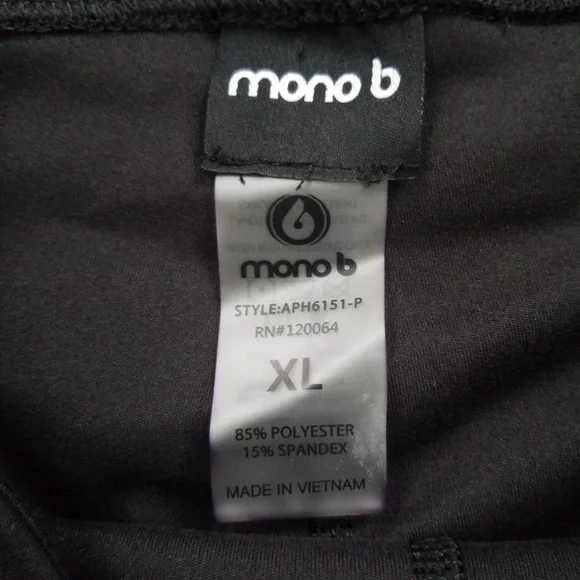 mono b
mono b
STYLE:APH6151-P
RN#120064
XL
85% POLYESTER
15% SPANDEX
MADE IN VIETNAM